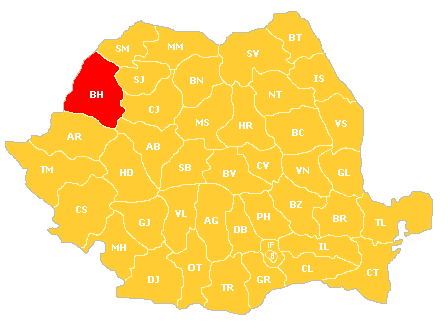 BT
SM
MM
SV
SJ
BN
IS
BH
NT
CJ
MS
HR
BC
VS
AR
AB
TM
HD
SB
BV
CV
VN
GL
CS
GJ
VL
AG
DB
PH
BZ
BR
TL
MH
IF
IL
DJ
OT
TR
GR
CL
CT